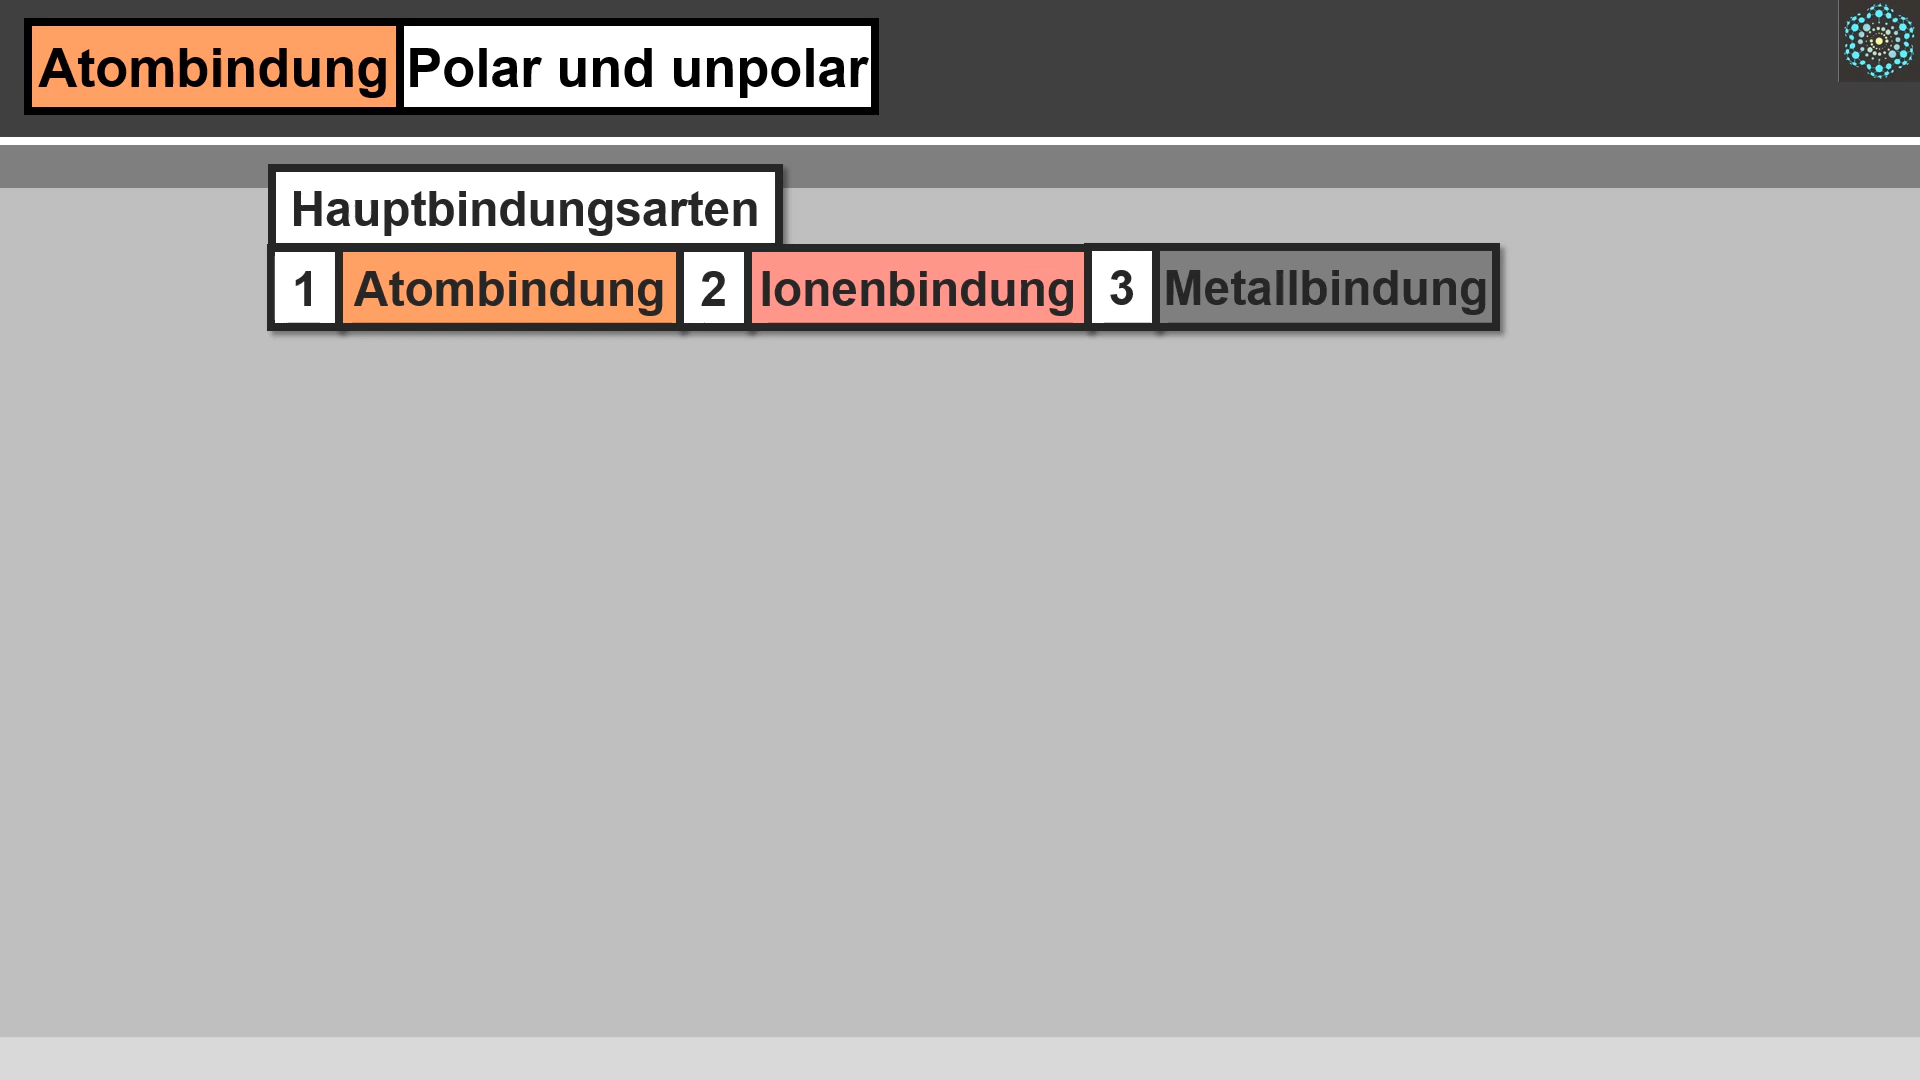 Atombindung Polar und unpolar
Hauptbindungsarten
1 Atombindung 2 Ionenbindung 3 Metallbindung